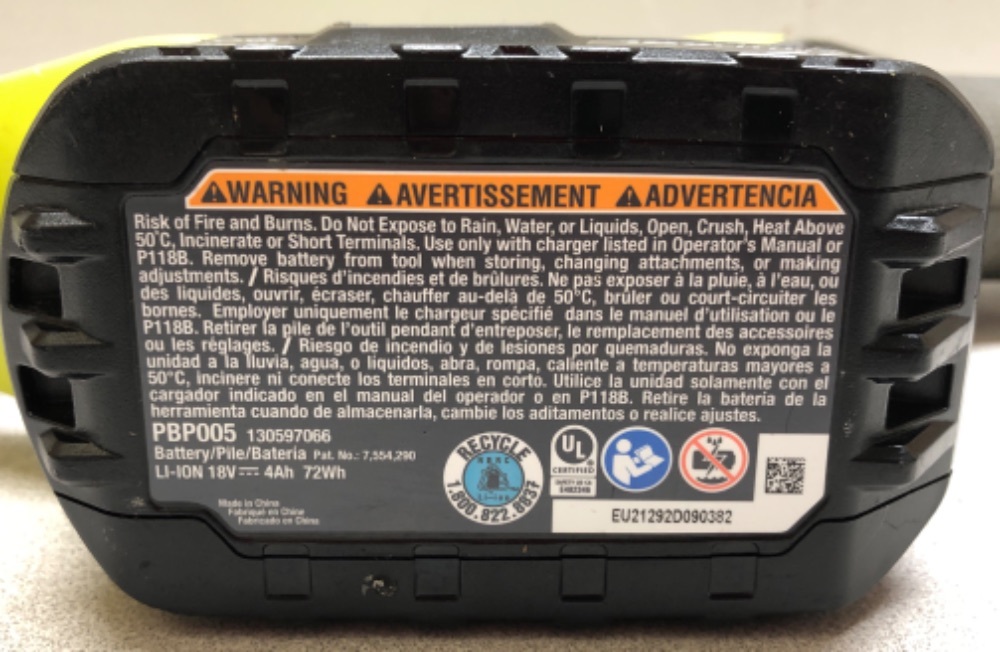 WARNING AVERTISSEMENT ADVERTENCIA
Risk of Fire and Burns. Do Not Expose to Rain, Water, or Liquids, Open, Crush, Heat Above
50°C, Incinerate or Short Terminals. Use only with charger listed in Operator's Manual or
P118B. Remove battery from tool when storing, changing attachments, or making
adjustments. / Risques d'incendies et de brûlures. Ne pas exposer à la pluie, à l'eau, ou
des liquides, ouvrir, écraser, chauffer au-delà de 50°C, brûler ou court-circuiter les
bornes. Employer uniquement le chargeur spécifié dans le manuel d'utilisation ou le
P118B. Retirer la pile de l'outil pendant d'entreposer, le remplacement des accessoires
ou les réglages. / Riesgo de incendio y de lesiones por quemaduras. No exponga la
unidad a la lluvia, agua, o liquidos, abra, rompa, caliente a temperaturas mayores a
50°C, incinere ni conecte los terminales en corto. Utilice la unidad solamente con el
cargador indicado en el manual del operador o en P118B. Retire la batería de la
herramienta cuando de almacenarla, cambie los aditamentos o realice ajustes.
PBP005 130597066
Battery/Pile/Batería Pat. No.: 7,554,290
LI-ION 18V 4Ah 72Wh
Made in China
Fabriqué en Chine
Fabricado en China
RECYCLE
RBRC
Li-Ion
1.800.822.8837
UL
CERTIFIED
EU21292D090382